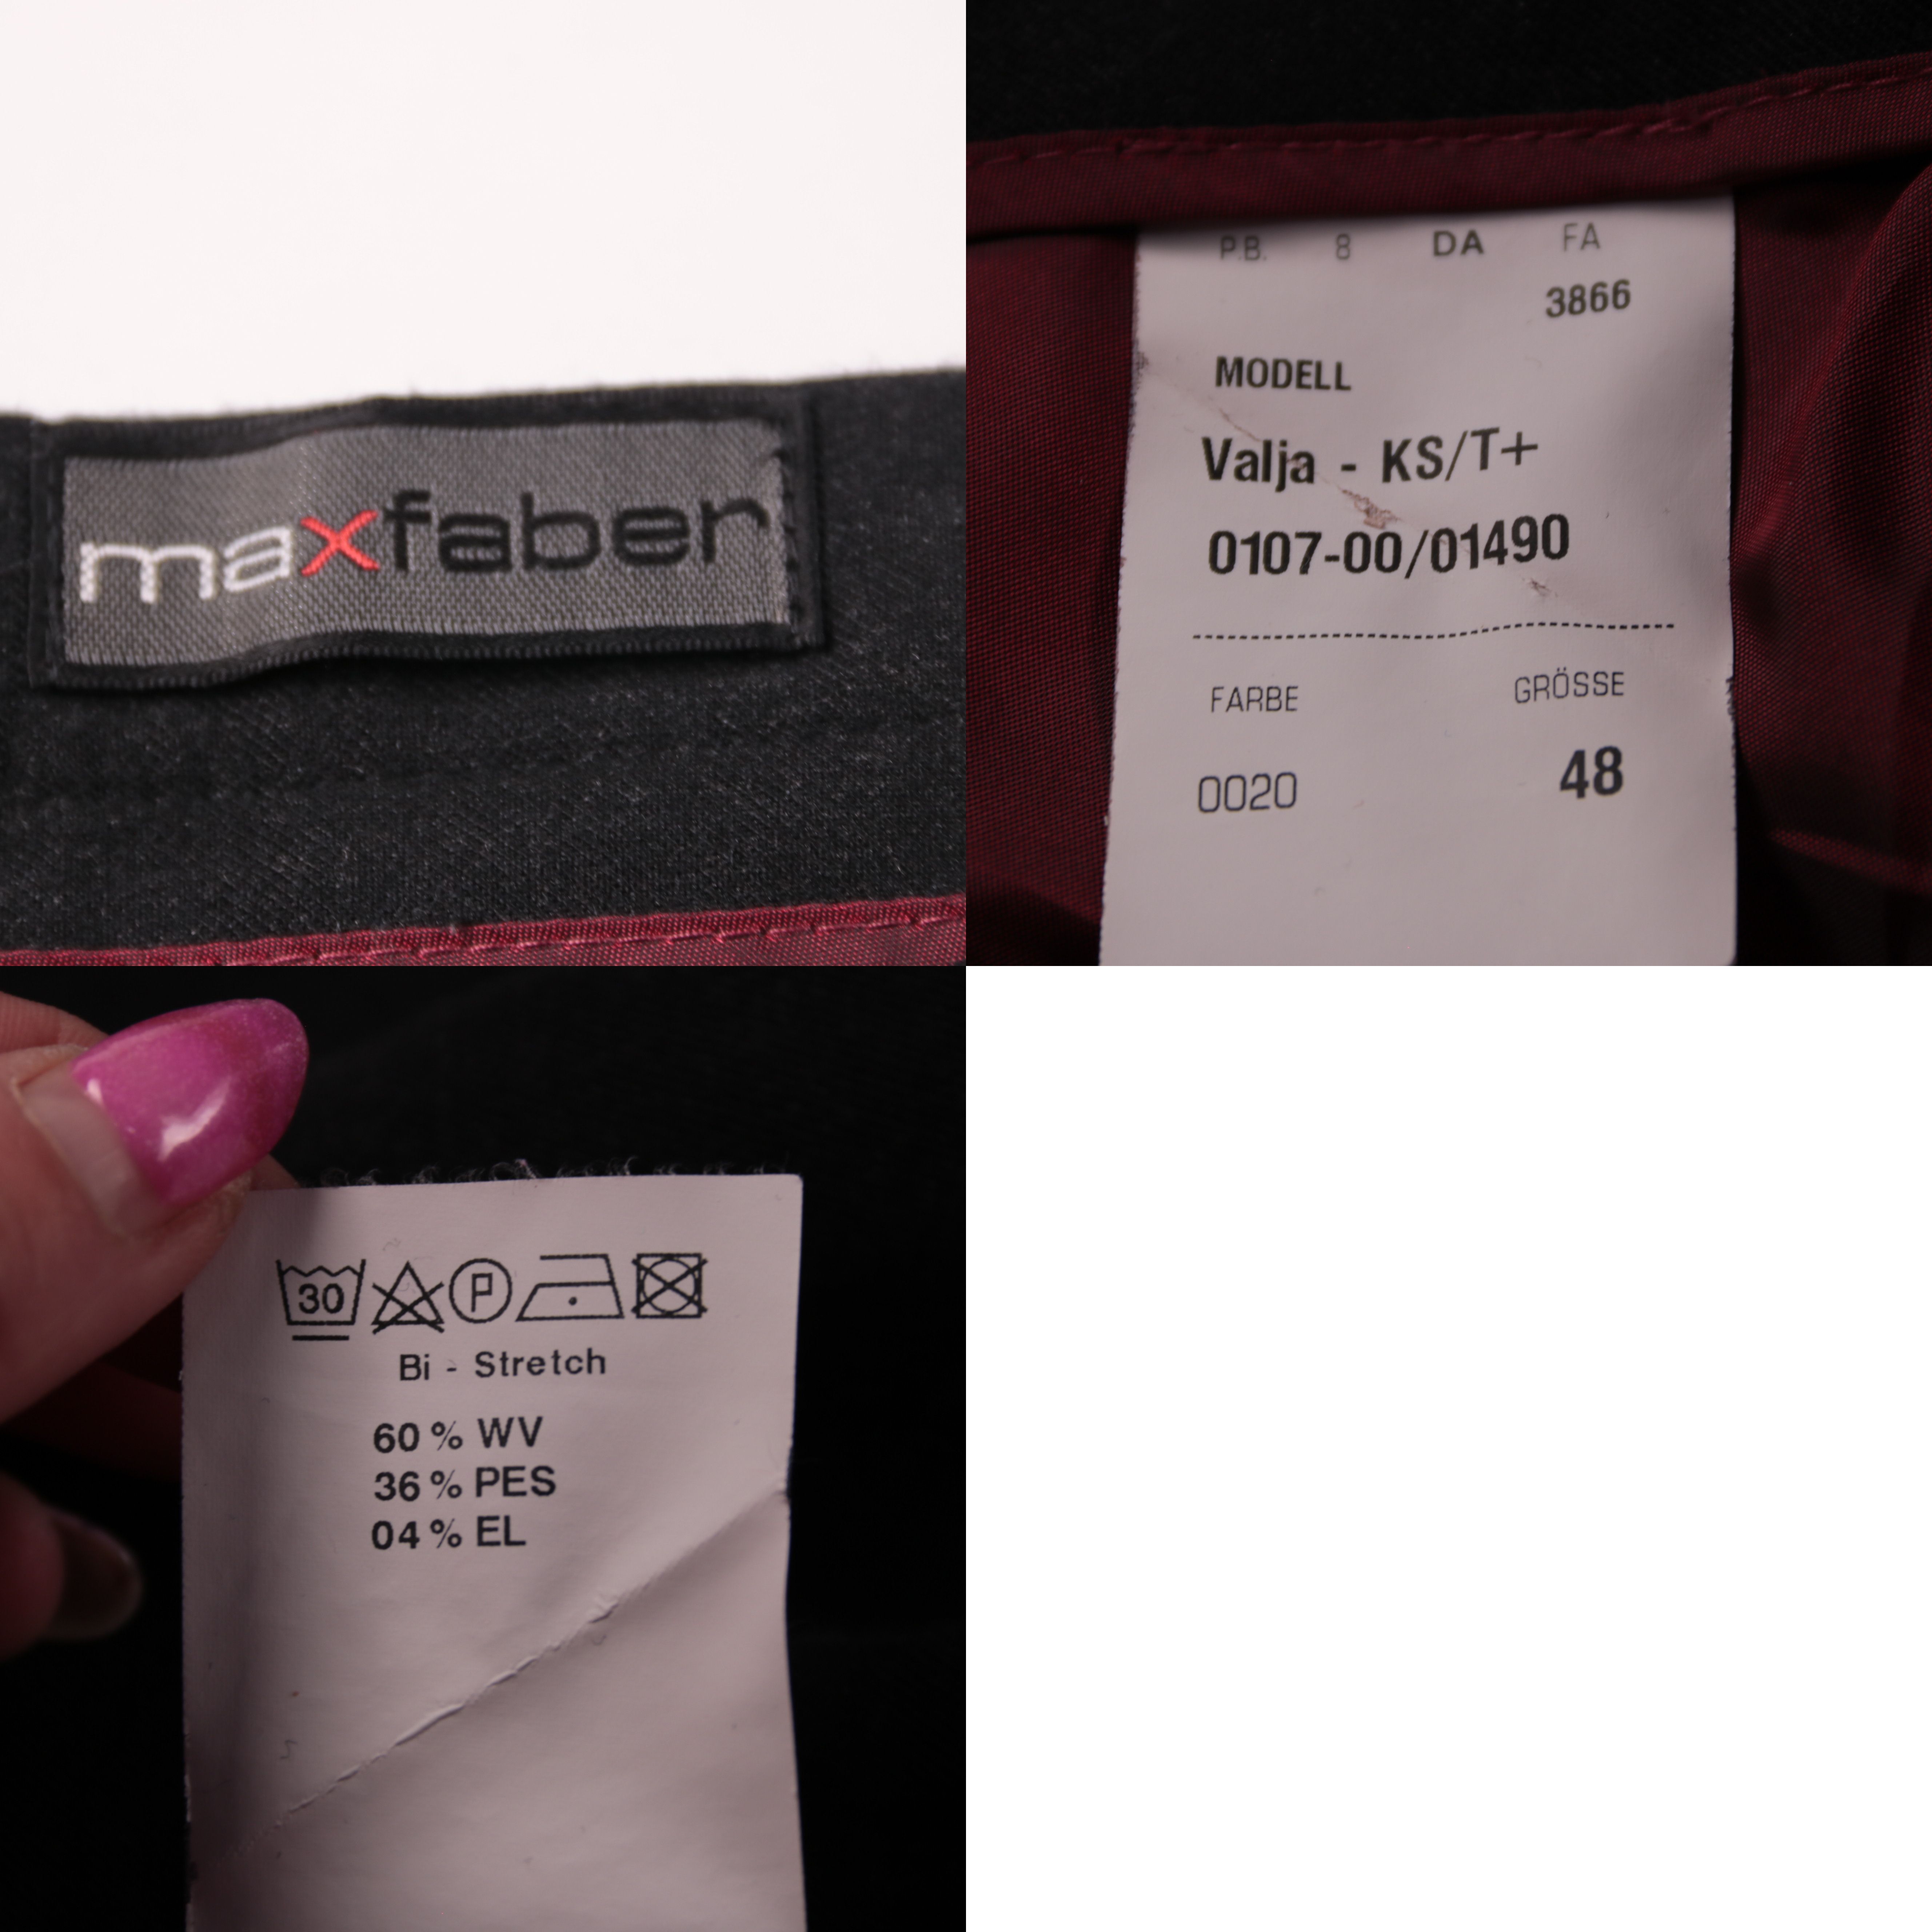 maxfaber
P.B. 8 DA FA
3866
MODELL
Valja - KS/T+
0107-00/01490
FARBE GRÖSSE
0020 48
30 P
Bi - Stretch
60 % WV
36 % PES
04 % EL